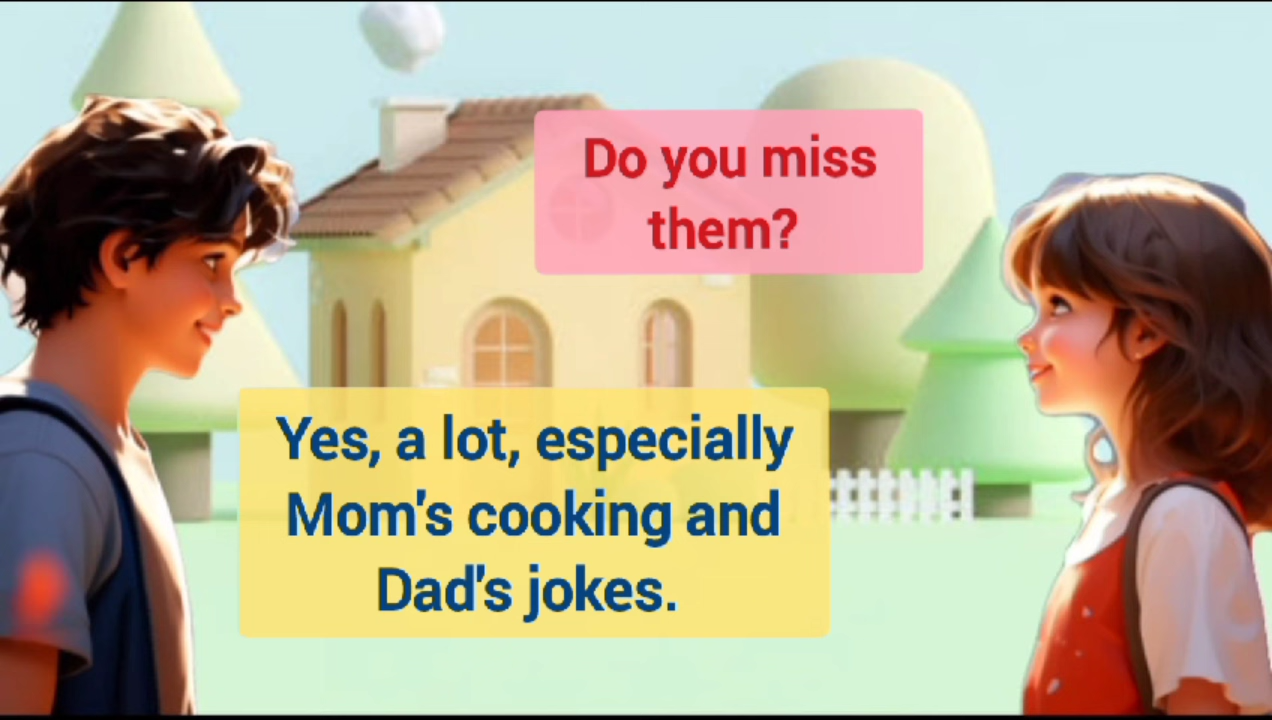 Do you miss
them?
Yes, a lot, especially
Mom's cooking and
Dad's jokes.